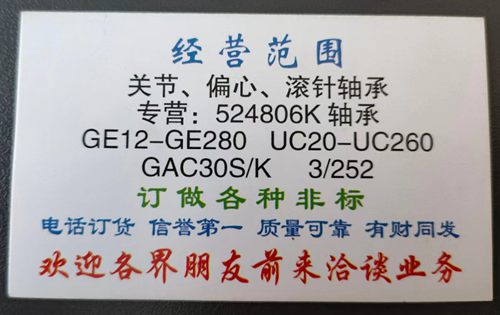 经营范围
关节、偏心、滚针轴承
专营：524806K 轴承
GE12-GE280 UC20-UC260
GAC30S/K 3/252
订做各种非标
电话订货 信誉第一 质量可靠 有财同发
欢迎各界朋友前来洽谈业务